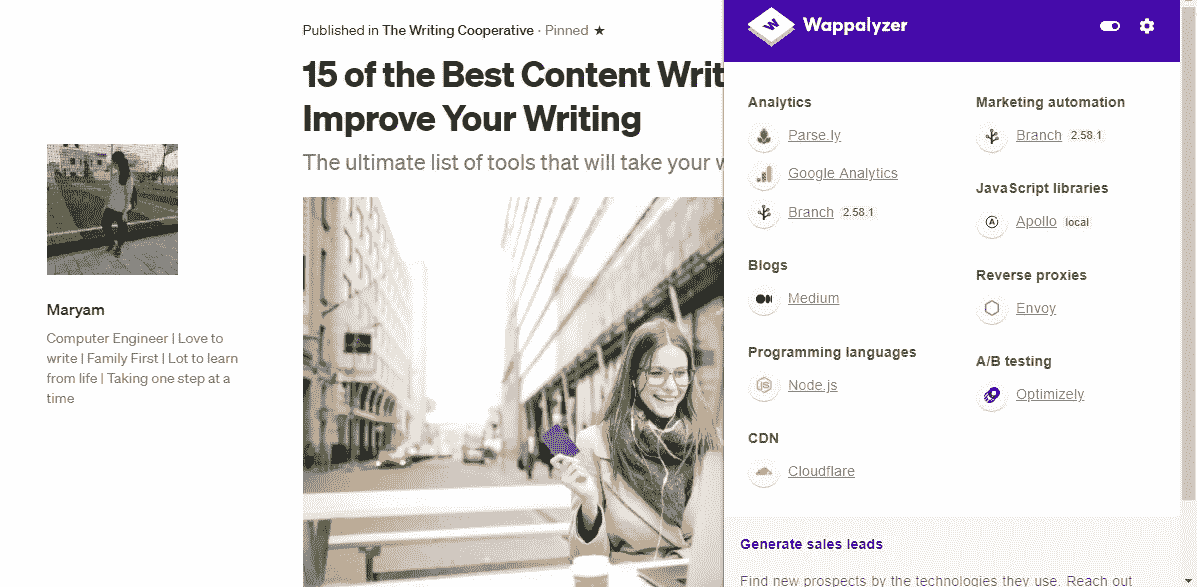 Published in The Writing Cooperative · Pinned ★
15 of the Best Content Writ
Improve Your Writing
The ultimate list of tools that will take your w
Maryam
Computer Engineer | Love to
write | Family First | Lot to learn
from life | Taking one step at a
time
Wappalyzer
Analytics
Parse.ly
Google Analytics
Branch 2.58.1
Blogs
Medium
Programming languages
Node.js
CDN
Cloudflare
Marketing automation
Branch 2.58.1
JavaScript libraries
Apollo local
Reverse proxies
Envoy
A/B testing
Optimizely
Generate sales leads
Find new prospects by the technologies they use. Reach out